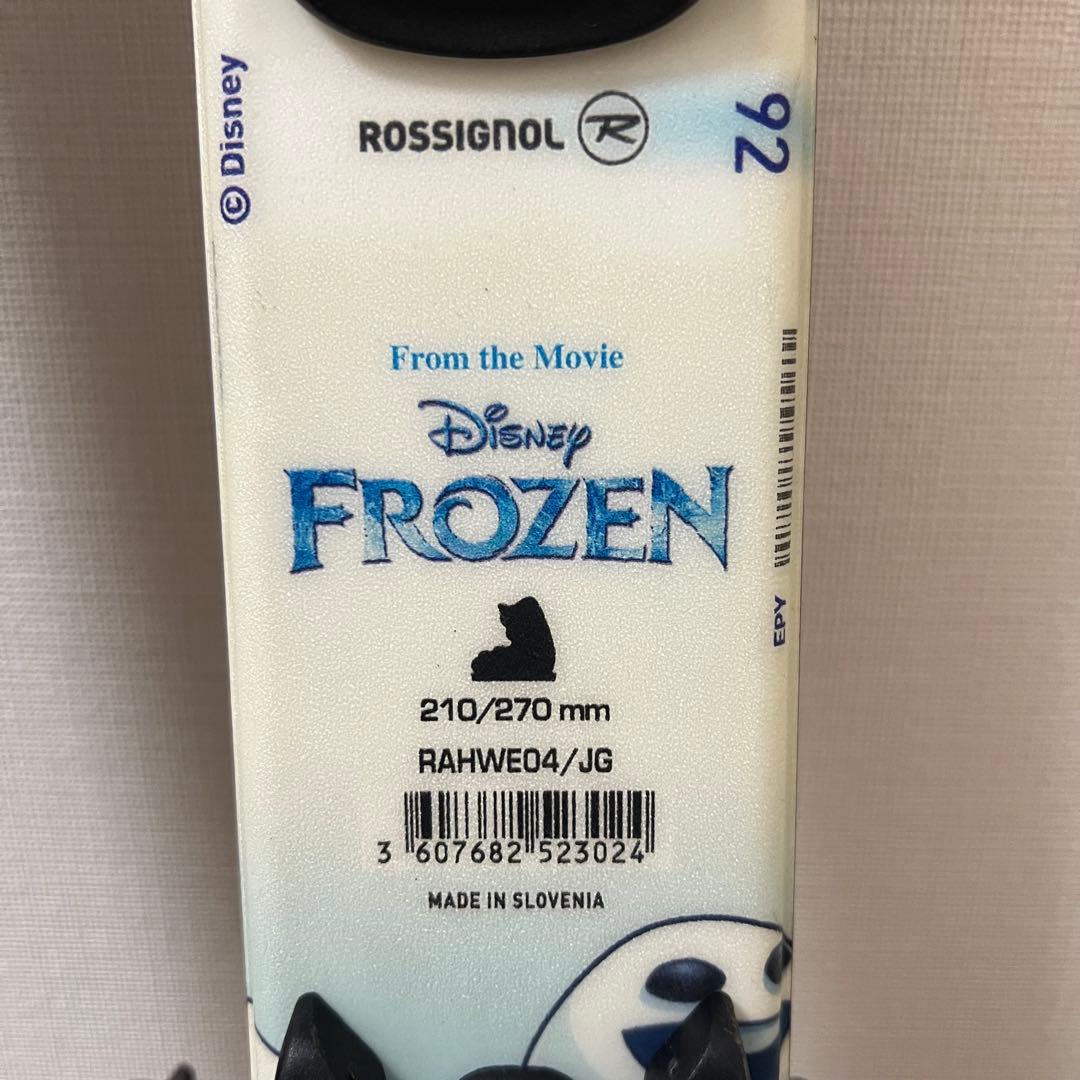 © Disney
ROSSIGNOL R
92
From the Movie
Disney
FROZEN
EPY
210/270 mm
RAHWE04/JG
3 607682 523024
MADE IN SLOVENIA